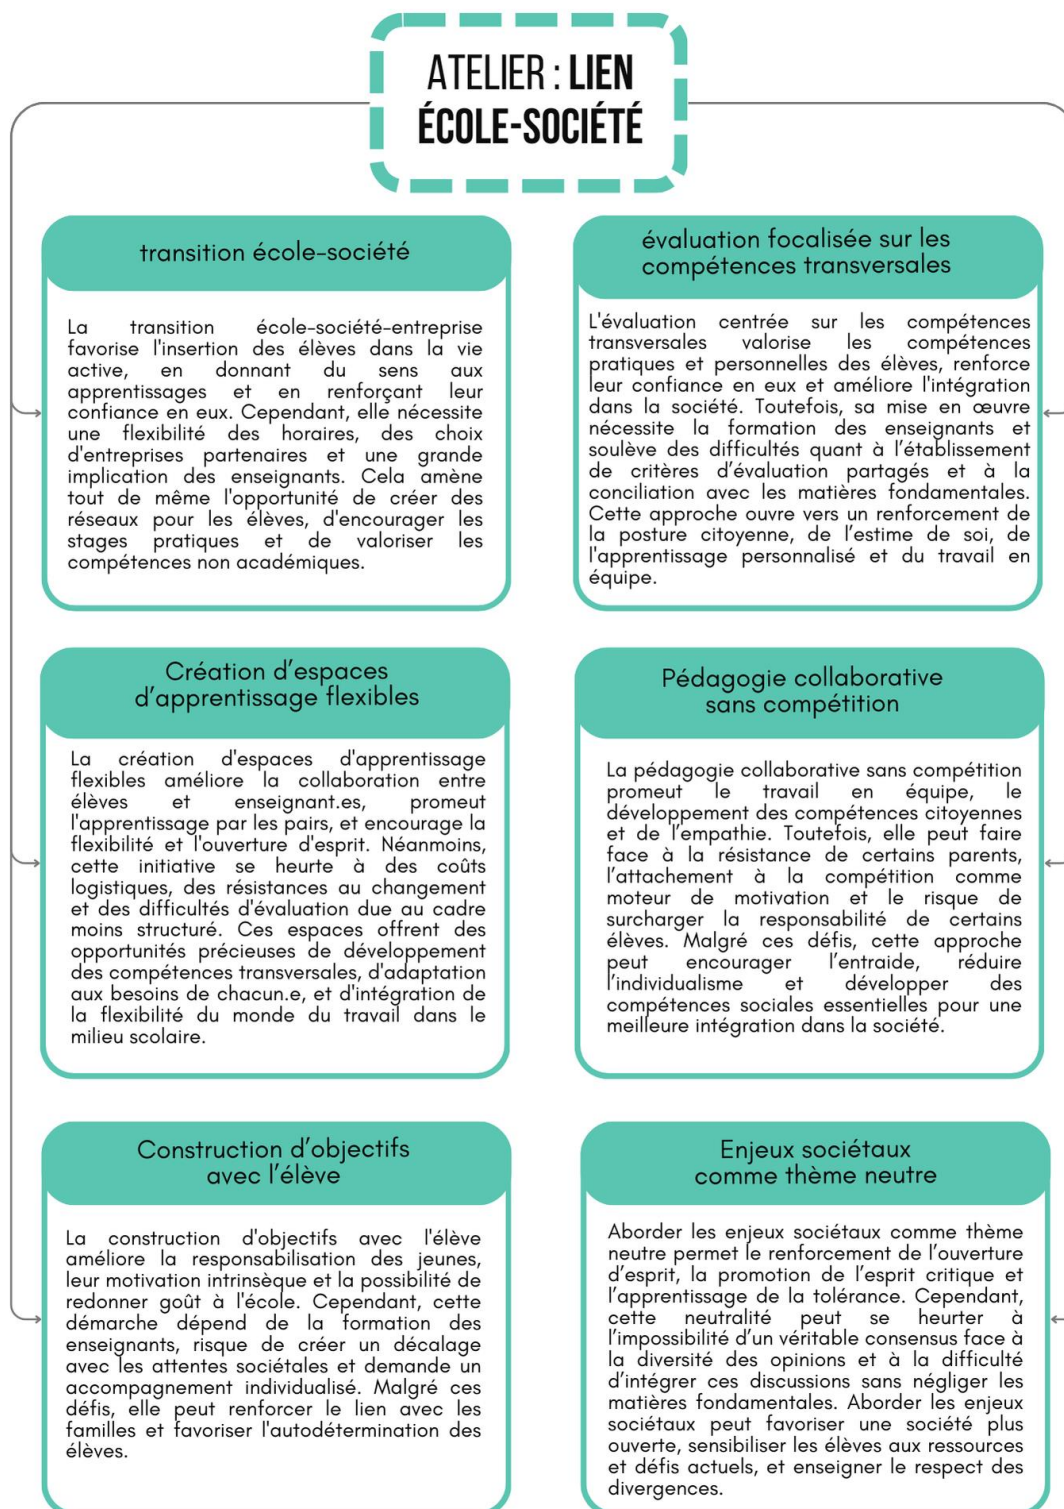 ATELIER : LIEN
ÉCOLE-SOCIÉTÉ
transition école-société
La transition école-société-entreprise
favorise l'insertion des élèves dans la vie
active, en donnant du sens aux
apprentissages et en renforçant leur
confiance en eux. Cependant, elle nécessite
une flexibilité des horaires, des choix
d'entreprises partenaires et une grande
implication des enseignants. Cela amène
tout de même l'opportunité de créer des
réseaux pour les élèves, d'encourager les
stages pratiques et de valoriser les
compétences non académiques.
évaluation focalisée sur les
compétences transversales
L'évaluation centrée sur les compétences
transversales valorise les compétences
pratiques et personnelles des élèves, renforce
leur confiance en eux et améliore l'intégration
dans la société. Toutefois, sa mise en œuvre
nécessite la formation des enseignants et
soulève des difficultés quant à l'établissement
de critères d'évaluation partagés et à la
conciliation avec les matières fondamentales.
Cette approche ouvre vers un renforcement de
la posture citoyenne, de l'estime de soi, de
l'apprentissage personnalisé et du travail en
équipe.
Création d'espaces
d'apprentissage flexibles
La création d'espaces d'apprentissage
flexibles améliore la collaboration entre
élèves et enseignant.es, promeut
l'apprentissage par les pairs, et encourage la
flexibilité et l'ouverture d'esprit. Néanmoins,
cette initiative se heurte à des coûts
logistiques, des résistances au changement
et des difficultés d'évaluation due au cadre
moins structuré. Ces espaces offrent des
opportunités précieuses de développement
des compétences transversales, d'adaptation
aux besoins de chacun.e, et d'intégration de
la flexibilité du monde du travail dans le
milieu scolaire.
Pédagogie collaborative
sans compétition
La pédagogie collaborative sans compétition
promeut le travail en équipe, le
développement des compétences citoyennes
et de l'empathie. Toutefois, elle peut faire
face à la résistance de certains parents,
l'attachement à la compétition comme
moteur de motivation et le risque de
surcharger la responsabilité de certains
élèves. Malgré ces défis, cette approche
peut encourager l'entraide, réduire
l'individualisme et développer des
compétences sociales essentielles pour une
meilleure intégration dans la société.
Construction d'objectifs
avec l'élève
La construction d'objectifs avec l'élève
améliore la responsabilisation des jeunes,
leur motivation intrinsèque et la possibilité de
redonner goût à l'école. Cependant, cette
démarche dépend de la formation des
enseignants, risque de créer un décalage
avec les attentes sociétales et demande un
accompagnement individualisé. Malgré ces
défis, elle peut renforcer le lien avec les
familles et favoriser l'autodétermination des
élèves.
Enjeux sociétaux
comme thème neutre
Aborder les enjeux sociétaux comme thème
neutre permet le renforcement de l'ouverture
d'esprit, la promotion de l'esprit critique et
l'apprentissage de la tolérance. Cependant,
cette neutralité peut se heurter à
l'impossibilité d'un véritable consensus face à
la diversité des opinions et à la difficulté
d'intégrer ces discussions sans négliger les
matières fondamentales. Aborder les enjeux
sociétaux peut favoriser une société plus
ouverte, sensibiliser les élèves aux ressources
et défis actuels, et enseigner le respect des
divergences.